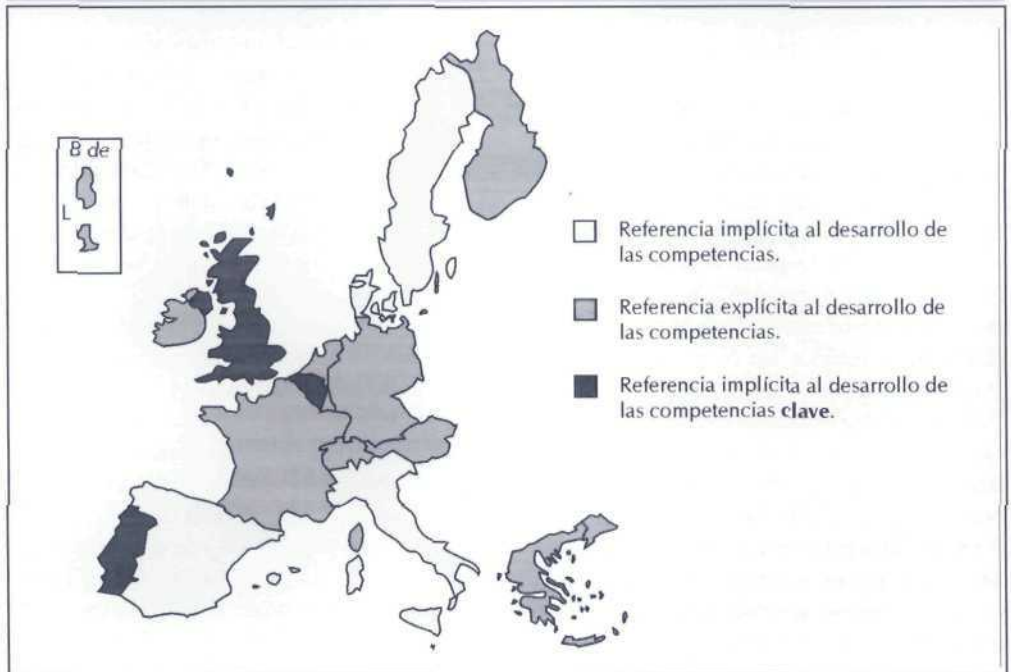 B de
L
Referencia implícita al desarrollo de
las competencias.
Referencia explícita al desarrollo de
las competencias.
Referencia implícita al desarrollo de
las competencias clave.